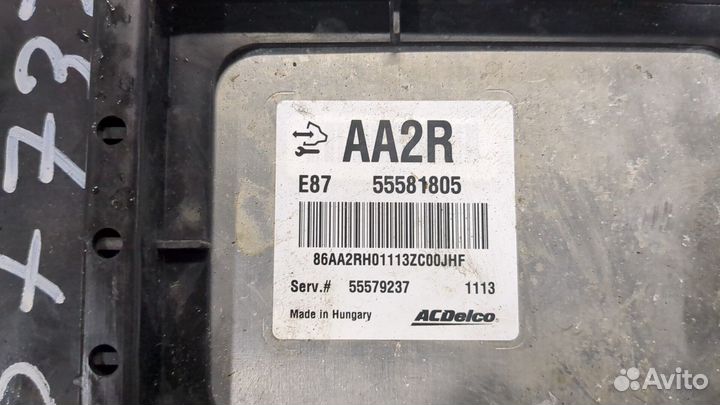 AA2R
E87 55581805
86AA2RH01113ZC00JHF
Serv.# 55579237 1113
Made in Hungary ACDelco
Avito